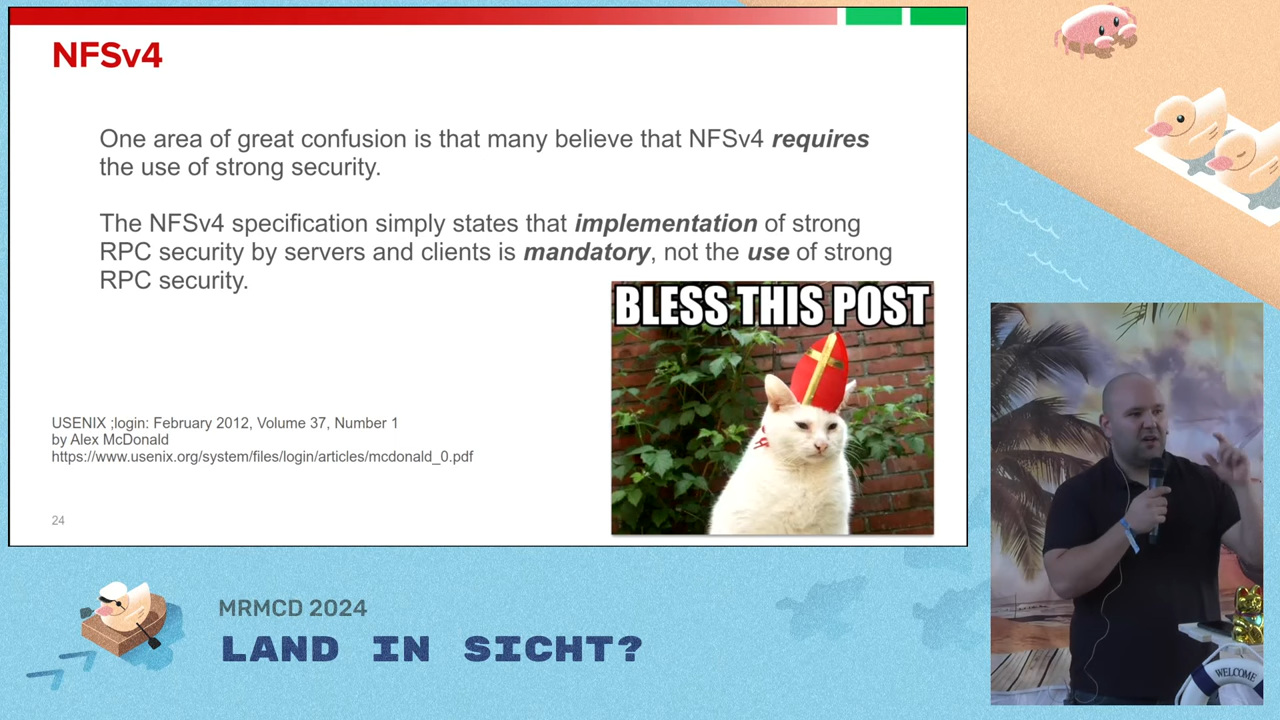 NFSv4
One area of great confusion is that many believe that NFSv4 requires
the use of strong security.
The NFSv4 specification simply states that implementation of strong
RPC security by servers and clients is mandatory, not the use of strong
RPC security.
BLESS THIS POST
USENIX ;login: February 2012, Volume 37, Number 1
by Alex McDonald
https://www.usenix.org/system/files/login/articles/mcdonald_0.pdf
24
MRMCD 2024
LAND IN SICHT?
WELCOME